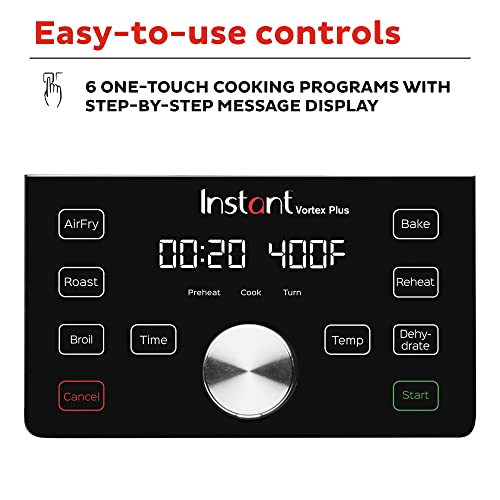 Easy-to-use controls
6 ONE-TOUCH COOKING PROGRAMS WITH
STEP-BY-STEP MESSAGE DISPLAY
Instant Vortex Plus
AirFry
Bake
00:20 400F
Roast
Reheat
Preheat Cook Turn
Broil
Time
Temp
Dehy-
drate
Cancel
Start